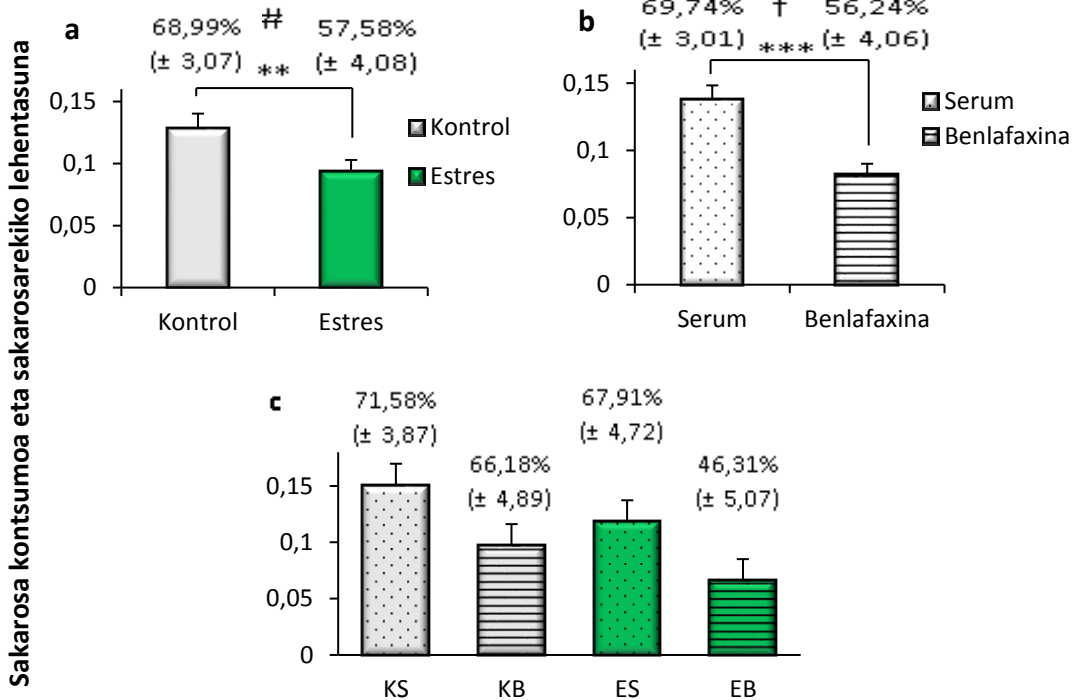 Sakarosa kontsumoa eta sakarosarekiko lehentasuna
a
68,99% # 57,58%
(± 3,07) ** (± 4,08)
0,15
0,1
0,05
0
Kontrol
Estres
Kontrol Estres
b
69,74% † 56,24%
(± 3,01) *** (± 4,06)
0,15
0,1
0,05
0
Serum
Benlafaxina
Serum Benlafaxina
c
71,58%
(± 3,87)
66,18%
(± 4,89)
67,91%
(± 4,72)
46,31%
(± 5,07)
0,15
0,1
0,05
0
KS KB ES EB